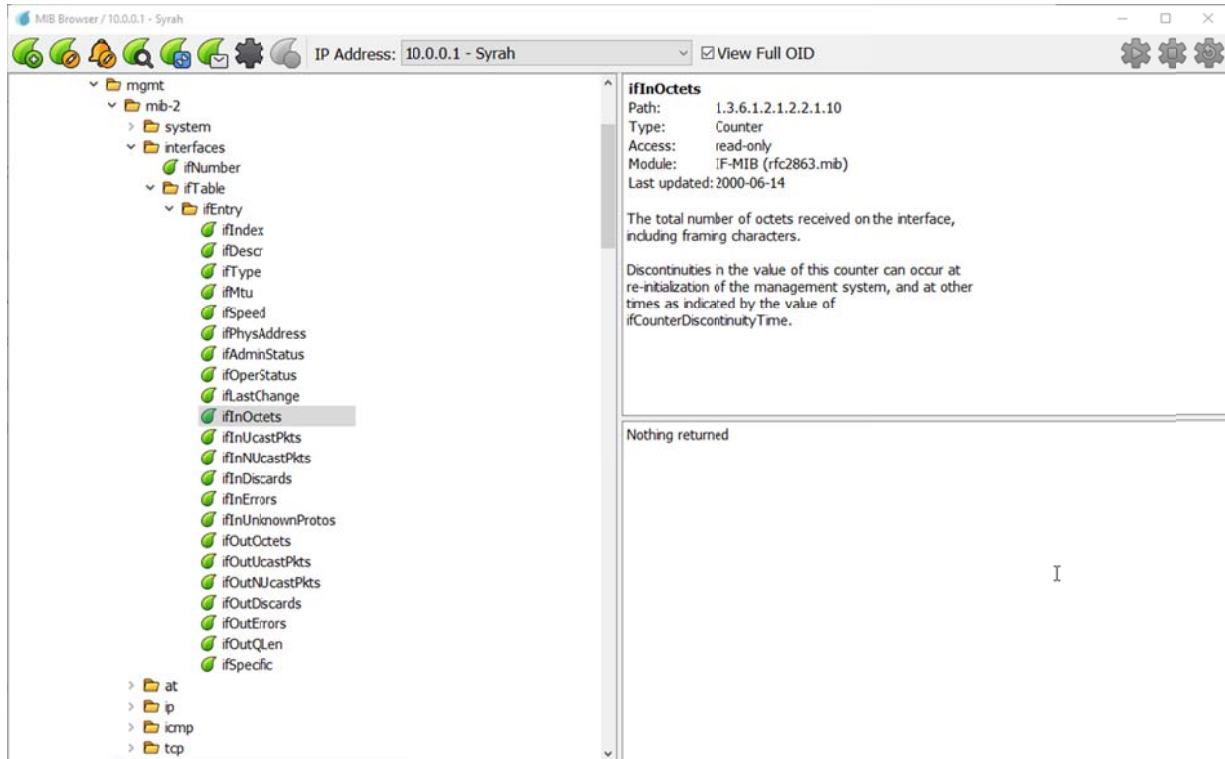 MIB Browser / 10.0.0.1 - Syrah
IP Address: 10.0.0.1 - Syrah
View Full OID
mgmt
mib-2
system
interfaces
ifNumber
ifTable
ifEntry
ifIndex
ifDescr
ifType
ifMtu
ifSpeed
ifPhysAddress
ifAdminStatus
ifOperStatus
ifLastChange
ifInOctets
ifInUcastPkts
ifInNUcastPkts
ifInDiscards
ifInErrors
ifInUnknownProtos
ifOutOctets
ifOutUcastPkts
ifOutNUcastPkts
ifOutDiscards
ifOutErrors
ifOutQLen
ifSpecific
at
ip
icmp
tcp
ifInOctets
Path: 1.3.6.1.2.1.2.2.1.10
Type: Counter
Access: read-only
Module: IF-MIB (rfc2863.mib)
Last updated: 2000-06-14
The total number of octets received on the interface,
including framing characters.
Discontinuities in the value of this counter can occur at
re-initialization of the management system, and at other
times as indicated by the value of
ifCounterDiscontinuityTime.
Nothing returned